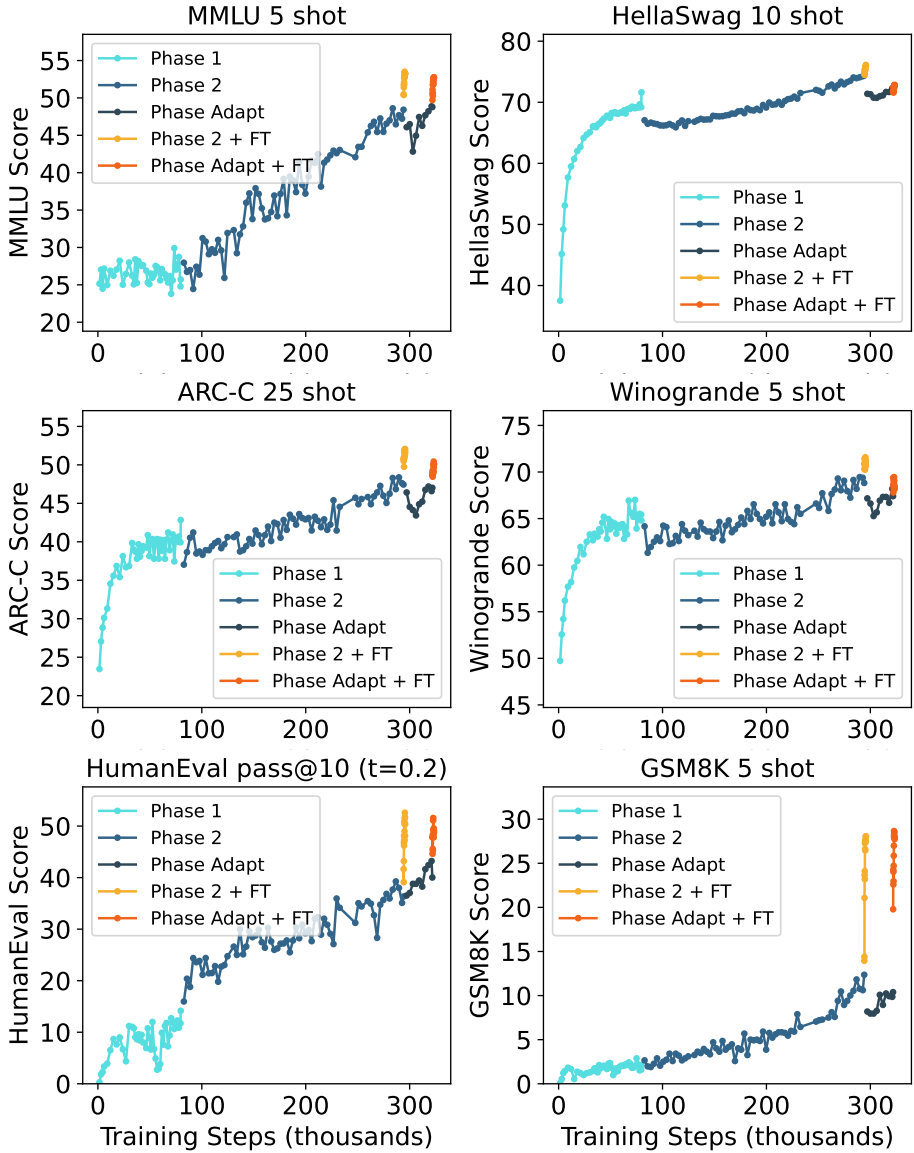 MMLU 5 shot
MMLU Score
55
50
45
40
35
30
25
20
0 100 200 300
Phase 1
Phase 2
Phase Adapt
Phase 2 + FT
Phase Adapt + FT
HellaSwag 10 shot
HellaSwag Score
80
70
60
50
40
0 100 200 300
Phase 1
Phase 2
Phase Adapt
Phase 2 + FT
Phase Adapt + FT
ARC-C 25 shot
ARC-C Score
55
50
45
40
35
30
25
20
0 100 200 300
Phase 1
Phase 2
Phase Adapt
Phase 2 + FT
Phase Adapt + FT
Winogrande 5 shot
Winogrande Score
75
70
65
60
55
50
45
0 100 200 300
Phase 1
Phase 2
Phase Adapt
Phase 2 + FT
Phase Adapt + FT
HumanEval pass@10 (t=0.2)
HumanEval Score
50
40
30
20
10
0
0 100 200 300
Training Steps (thousands)
Phase 1
Phase 2
Phase Adapt
Phase 2 + FT
Phase Adapt + FT
GSM8K 5 shot
GSM8K Score
30
25
20
15
10
5
0
0 100 200 300
Training Steps (thousands)
Phase 1
Phase 2
Phase Adapt
Phase 2 + FT
Phase Adapt + FT